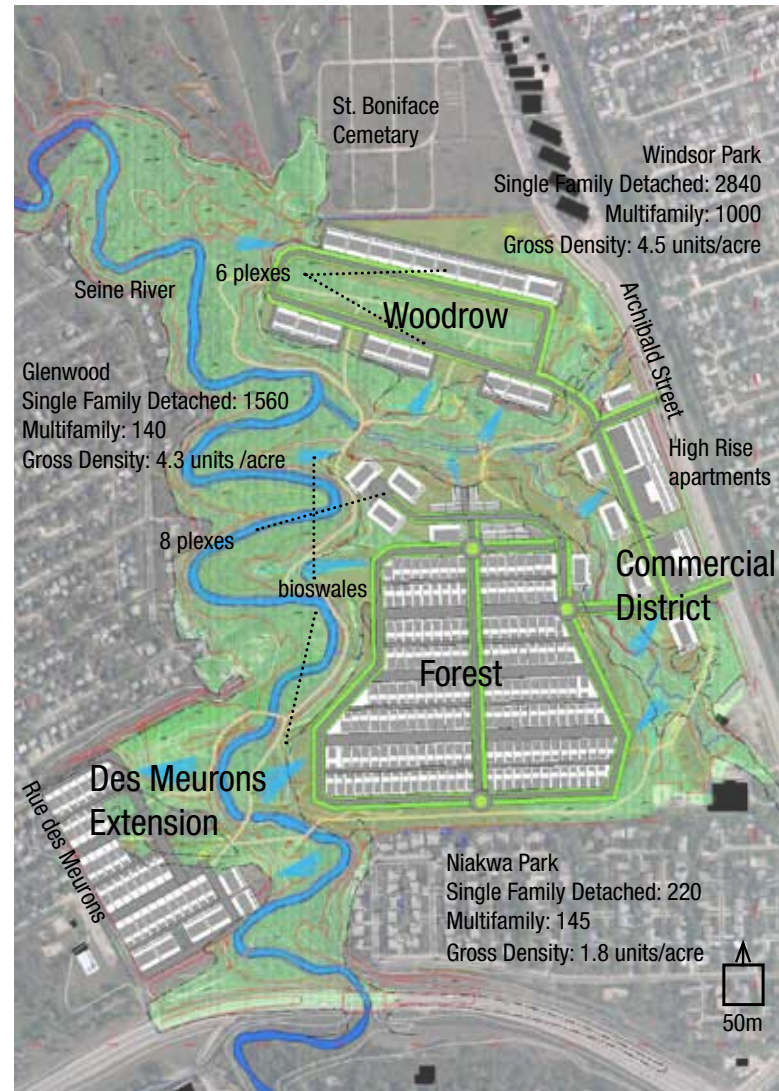 St. Boniface
Cemetary
Windsor Park
Single Family Detached: 2840
Multifamily: 1000
Gross Density: 4.5 units/acre
6 plexes
Seine River
Woodrow
Archibald Street
Glenwood
Single Family Detached: 1560
Multifamily: 140
Gross Density: 4.3 units /acre
High Rise
apartments
8 plexes
bioswales
Commercial
District
Forest
Des Meurons
Extension
Rue des Meurons
Niakwa Park
Single Family Detached: 220
Multifamily: 145
Gross Density: 1.8 units/acre
50m